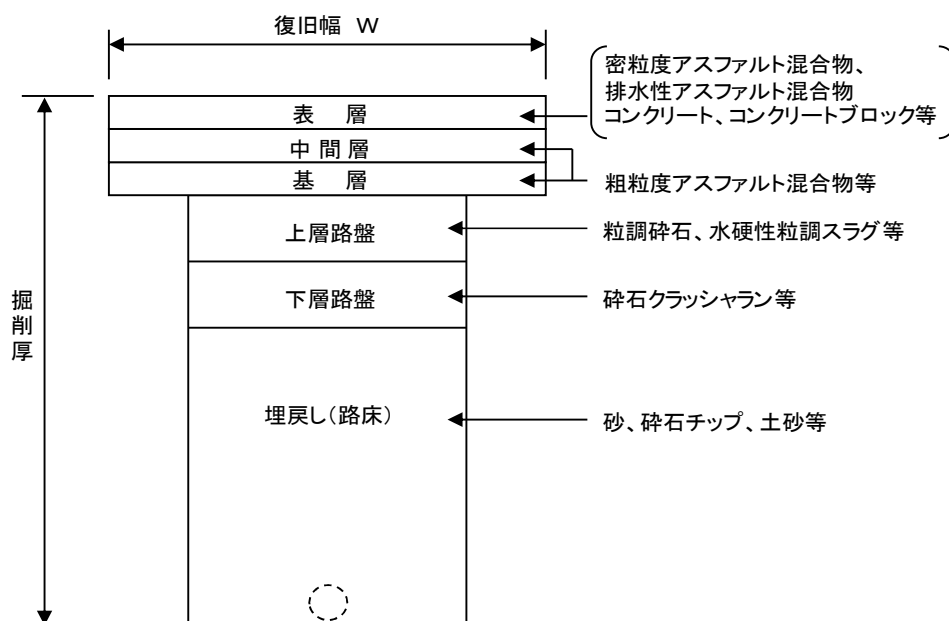 復旧幅 W
密粒度アスファルト混合物、
排水性アスファルト混合物
コンクリート、コンクリートブロック等
表 層
中間層
基 層
粗粒度アスファルト混合物等
上層路盤
粒調砕石、水硬性粒調スラグ等
下層路盤
砕石クラッシャラン等
掘削厚
埋戻し(路床)
砂、砕石チップ、土砂等